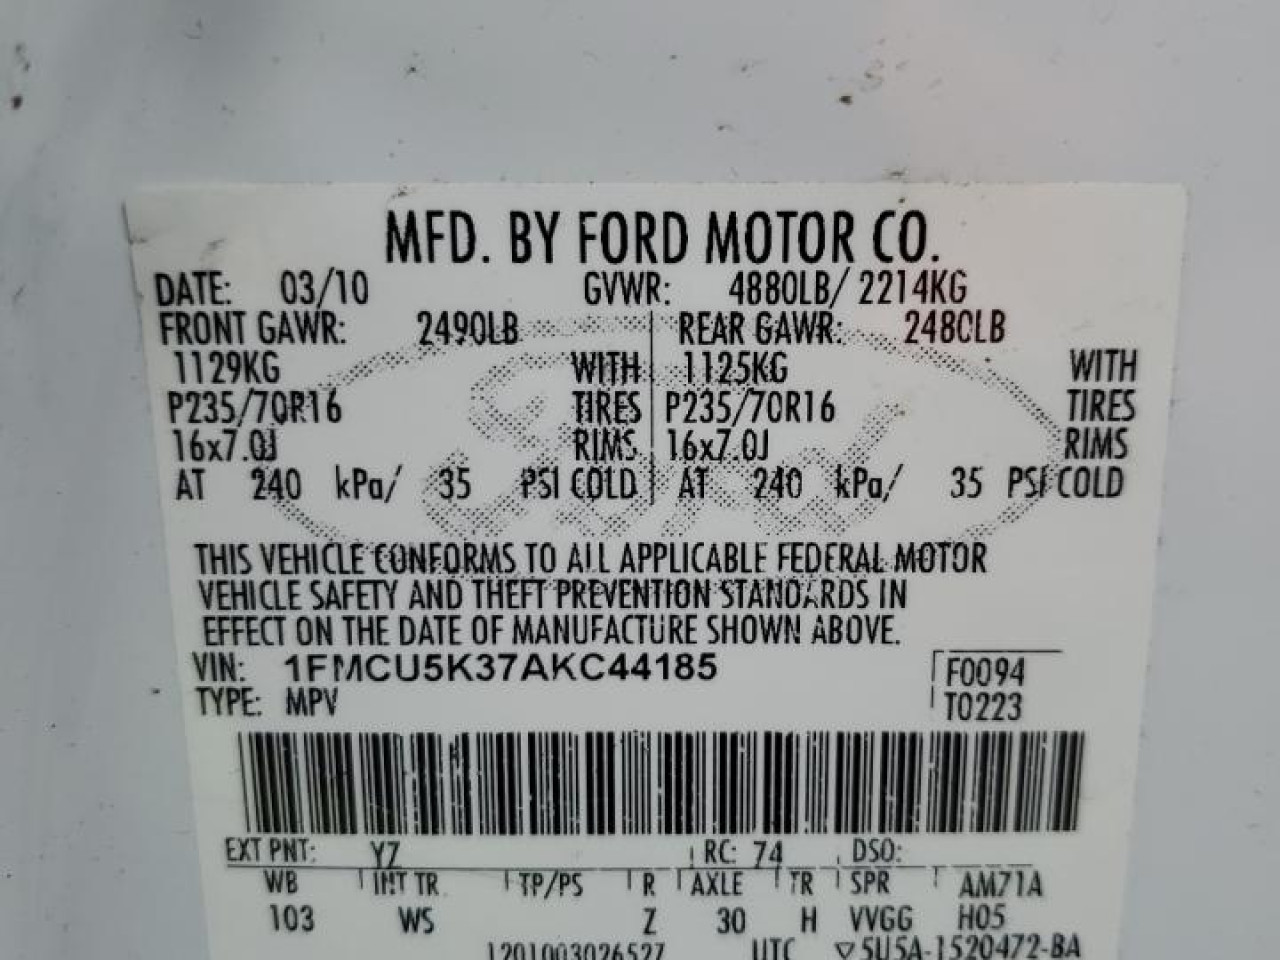 MFD. BY FORD MOTOR CO.
DATE: 03/10 GVWR: 4880LB/ 2214KG
FRONT GAWR: 2490LB REAR GAWR: 2480LB
1129KG WITH 1125KG WITH
P235/70R16 TIRES P235/70R16 TIRES
16x7.0J RIMS 16x7.0J RIMS
AT 240 kPa/ 35 PSI COLD AT 240 kPa/ 35 PSI COLD
THIS VEHICLE CONFORMS TO ALL APPLICABLE FEDERAL MOTOR
VEHICLE SAFETY AND THEFT PREVENTION STANDARDS IN
EFFECT ON THE DATE OF MANUFACTURE SHOWN ABOVE.
VIN: 1FMCU5K37AKC44185 F0094
TYPE: MPV T0223
EXT PNT: YZ RC: 74 DSO:
WB INT TR TP/PS R AXLE TR SPR AM71A
103 WS Z 30 H VVGG H05
1201003026527 UTC ▽5U5A-1520472-BA